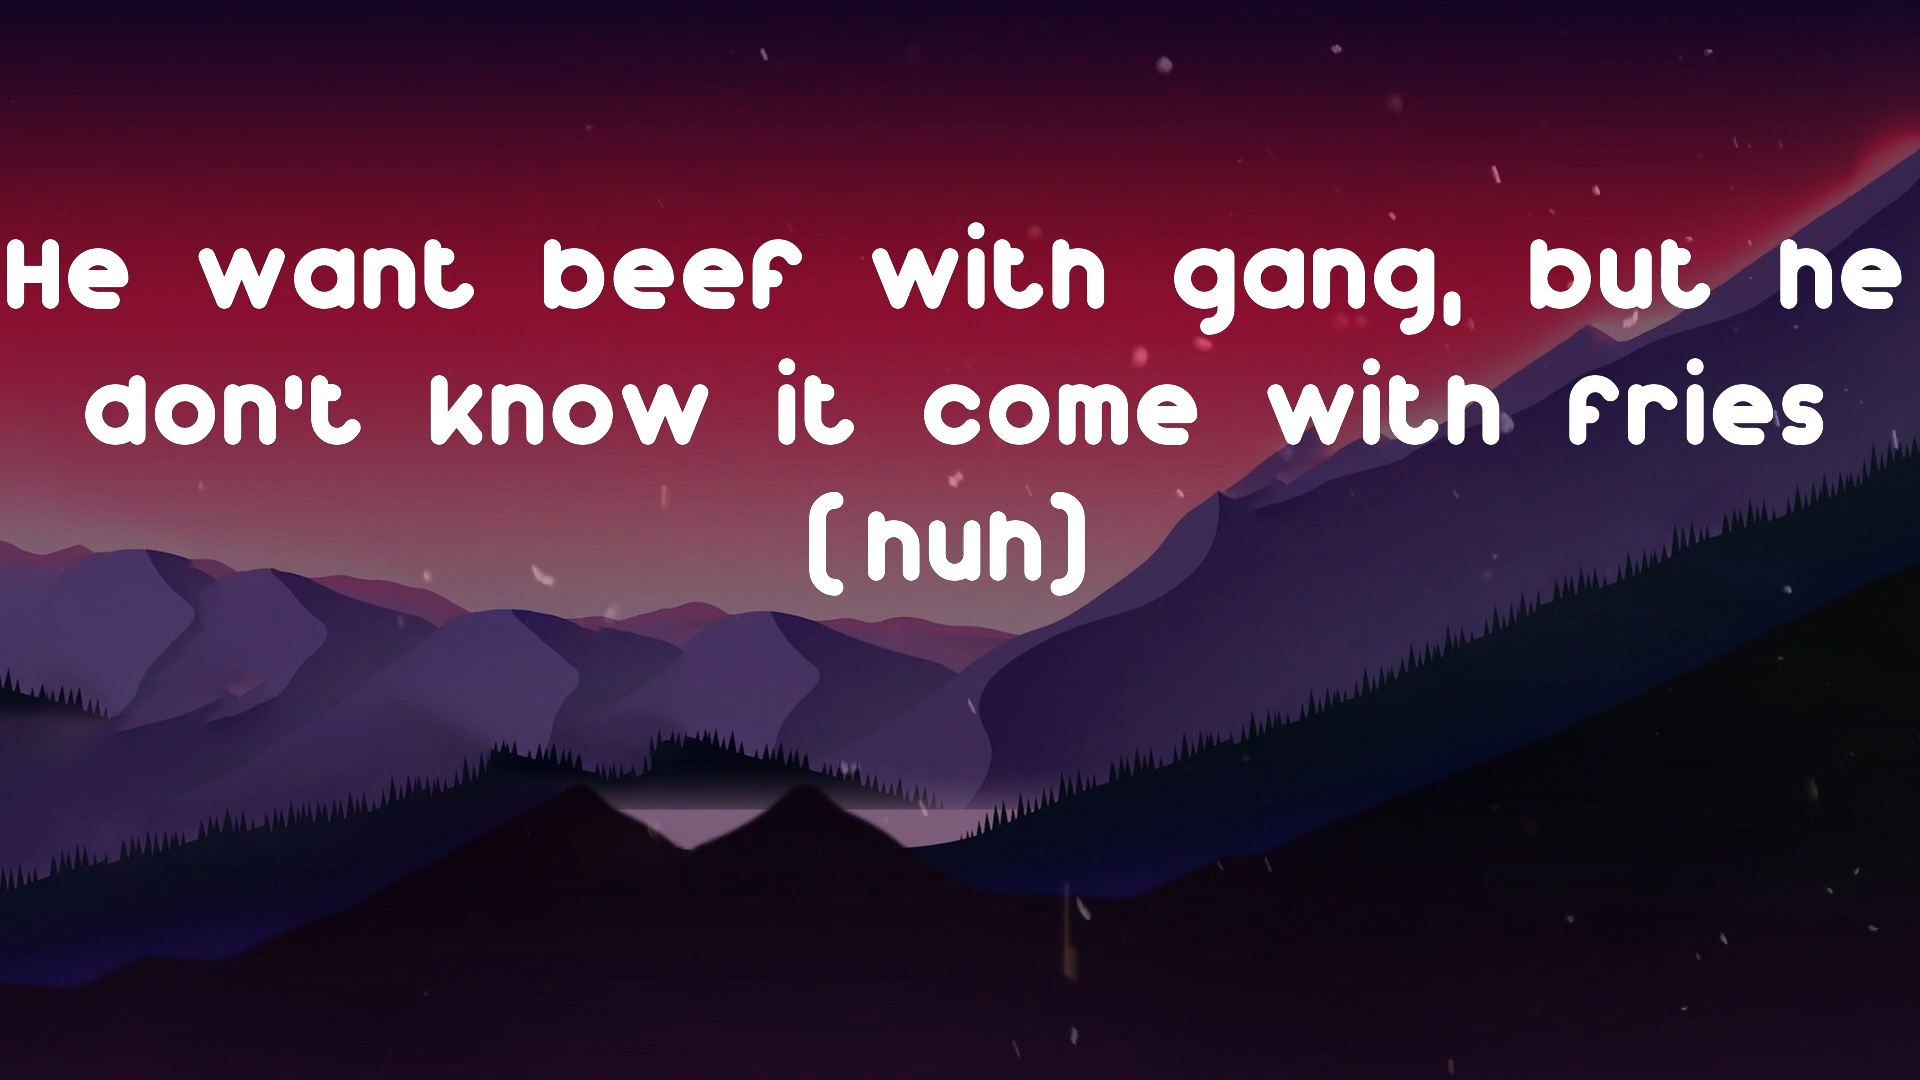 He want beef with gang, but he
don't know it come with fries
(huh)